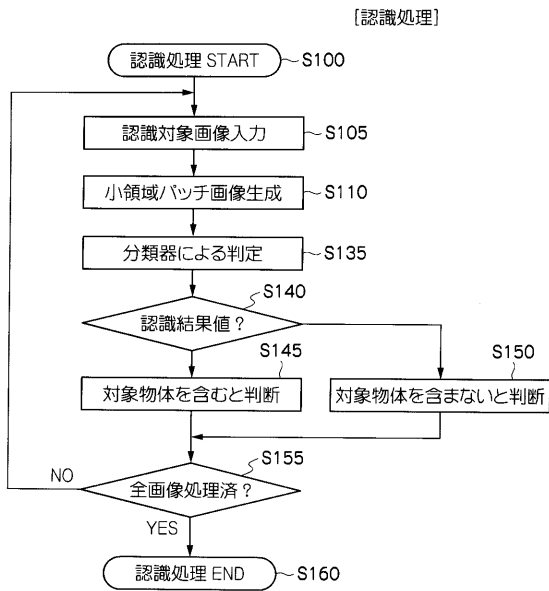 [認識処理]
認識処理 START
S100
認識対象画像入力
S105
小領域パッチ画像生成
S110
分類器による判定
S135
S140
認識結果値？
S145
対象物体を含むと判断
S150
対象物体を含まないと判断
S155
全画像処理済？
NO
YES
認識処理 END
S160